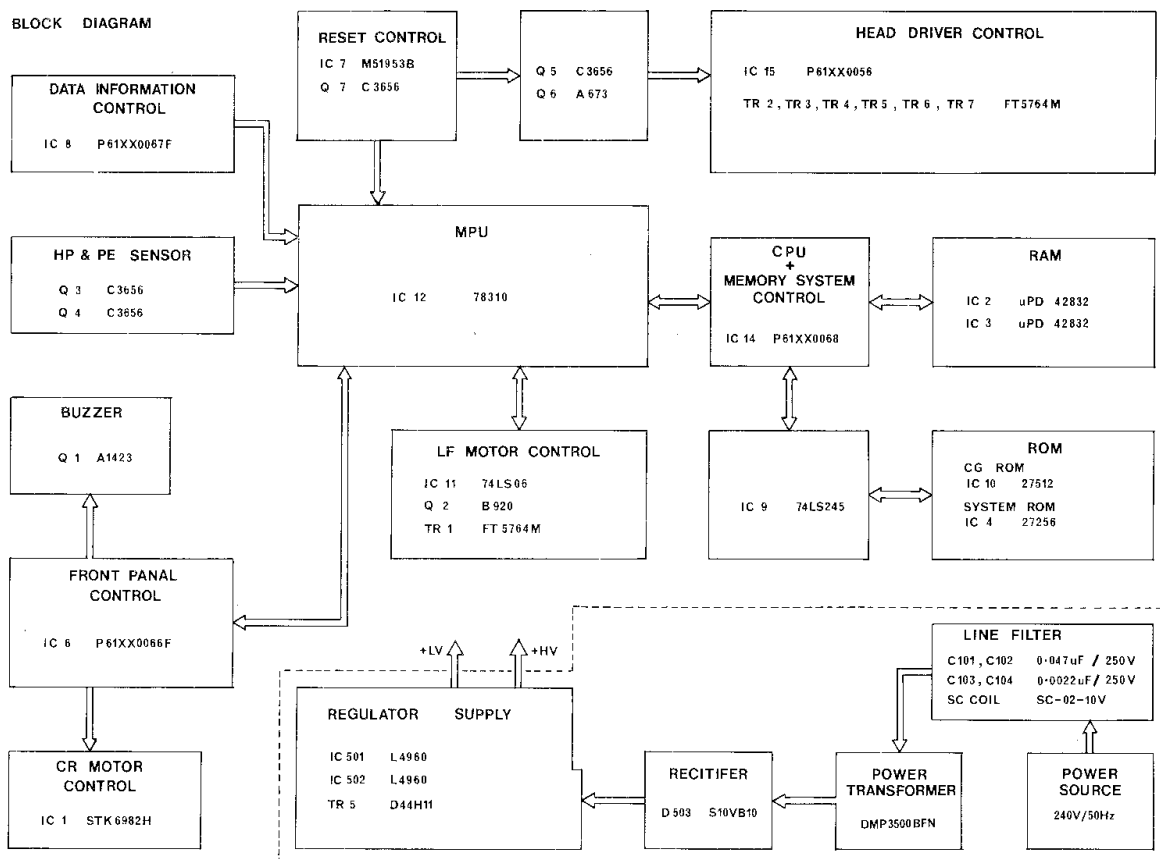 BLOCK DIAGRAM
RESET CONTROL
IC 7 M51953B
Q 7 C3656
Q 5 C3656
Q 6 A673
HEAD DRIVER CONTROL
IC 15 P61XX0056
TR 2, TR 3, TR 4, TR 5, TR 6, TR 7 FT5764M
DATA INFORMATION
CONTROL
IC 8 P61XX0067F
HP & PE SENSOR
Q 3 C3656
Q 4 C3656
MPU
IC 12 78310
CPU
+
MEMORY SYSTEM
CONTROL
IC 14 P61XX0068
RAM
IC 2 uPD 42832
IC 3 uPD 42832
BUZZER
Q 1 A1423
LF MOTOR CONTROL
IC 11 74LS06
Q 2 B920
TR 1 FT5764M
IC 9 74LS245
ROM
CG ROM
IC 10 27512
SYSTEM ROM
IC 4 27256
FRONT PANAL
CONTROL
IC 6 P61XX0066F
CR MOTOR
CONTROL
IC 1 STK6982H
+LV
+HV
REGULATOR SUPPLY
IC 501 L4960
IC 502 L4960
TR 5 D44H11
RECITIFER
D503 S10VB10
POWER
TRANSFORMER
DMP3500BFN
LINE FILTER
C101, C102 0·047uF / 250V
C103, C104 0·0022uF / 250V
SC COIL SC-02-10V
POWER
SOURCE
240V/50Hz